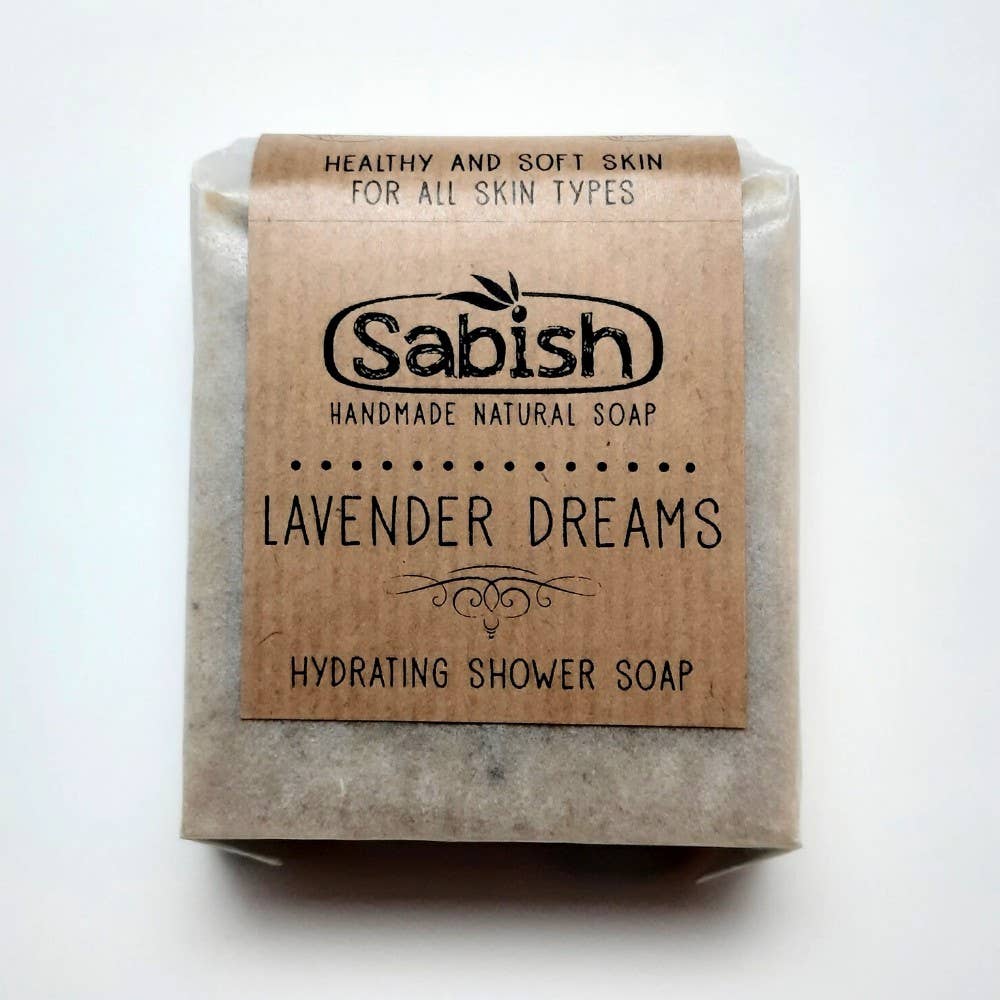 HEALTHY AND SOFT SKIN
FOR ALL SKIN TYPES
Sabish
HANDMADE NATURAL SOAP
LAVENDER DREAMS
HYDRATING SHOWER SOAP